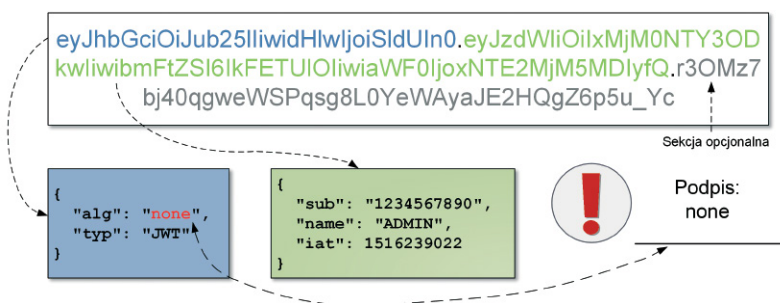 eyJhbGciOiJub25lIiwidHlwIjoiSldUIn0.eyJzdWIiOiIxMjM0NTY3OD
kwIiwibmFtZSI6IkFETUlOIiwiaWF0IjoxNTE2MjM5MDIyfQ.r3OMz7
bj40qgweWSPqsg8L0YeWAyaJE2HQgZ6p5u_Yc
Sekcja opcjonalna
{
"alg": "none",
"typ": "JWT"
}
{
"sub": "1234567890",
"name": "ADMIN",
"iat": 1516239022
}
!
Podpis:
none